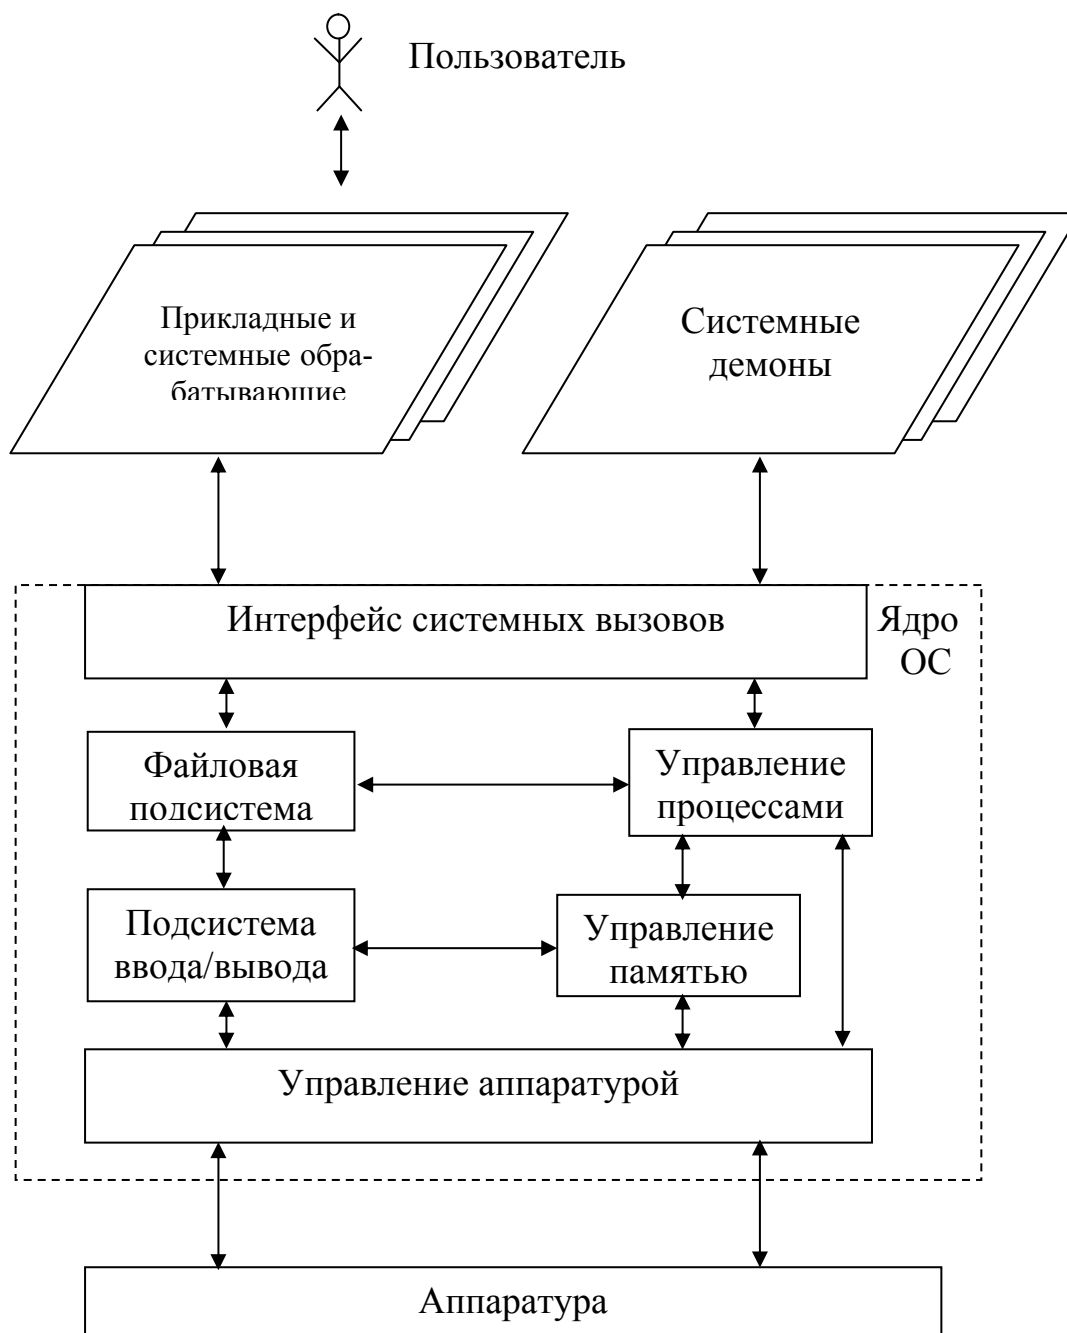 Пользователь
Прикладные и
системные обра-
батывающие
Системные
демоны
Интерфейс системных вызовов
Ядро
ОС
Файловая
подсистема
Управление
процессами
Подсистема
ввода/вывода
Управление
памятью
Управление аппаратурой
Аппаратура